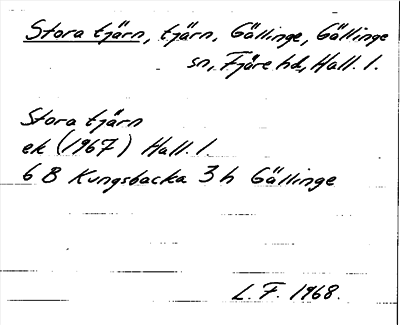 Stora tjärn, tjärn, Gällinge, Gällinge
sn, Fjäre hd, Hall. l.
Stora tjärn
ek (1967) Hall. l.
6 B Kungsbacka 3 h Gällinge
L. F. 1968.